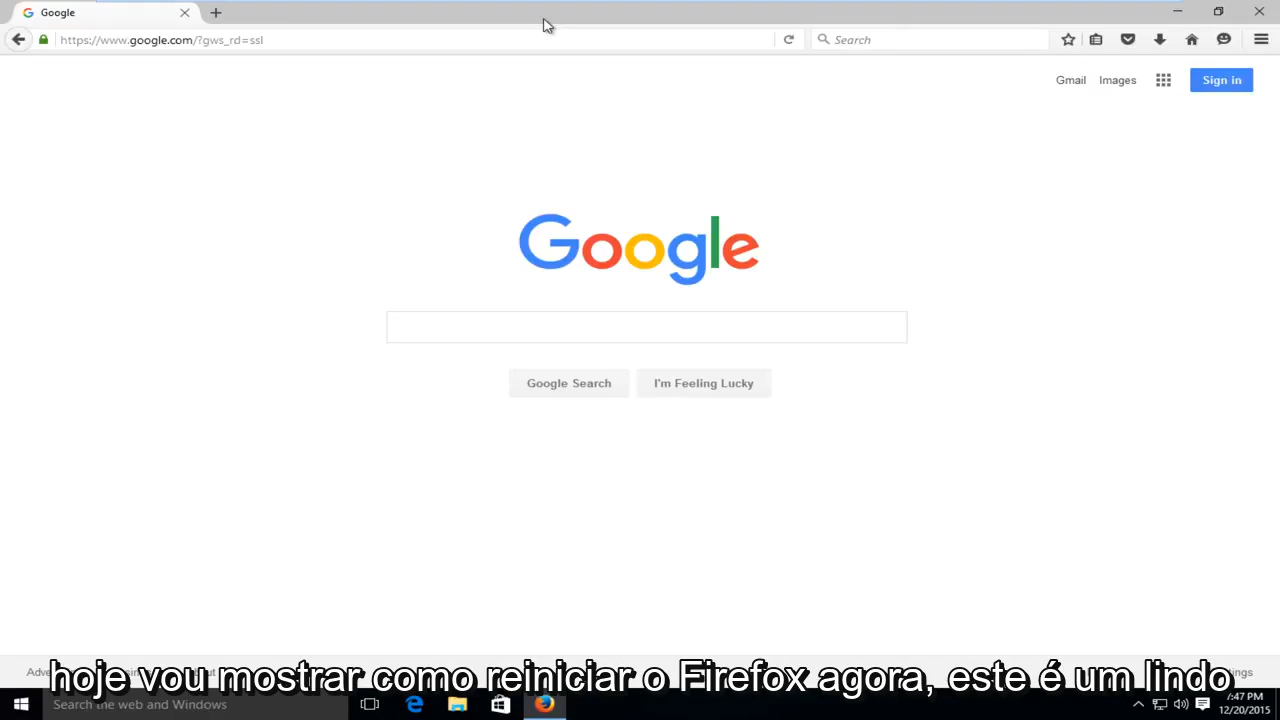 Google
https://www.google.com/?gws_rd=ssl
Search
Gmail Images Sign in
Google
Google Search I'm Feeling Lucky
hoje vou mostrar como reiniciar o Firefox agora, este é um lindo
Search the web and Windows
7:47 PM
12/20/2015